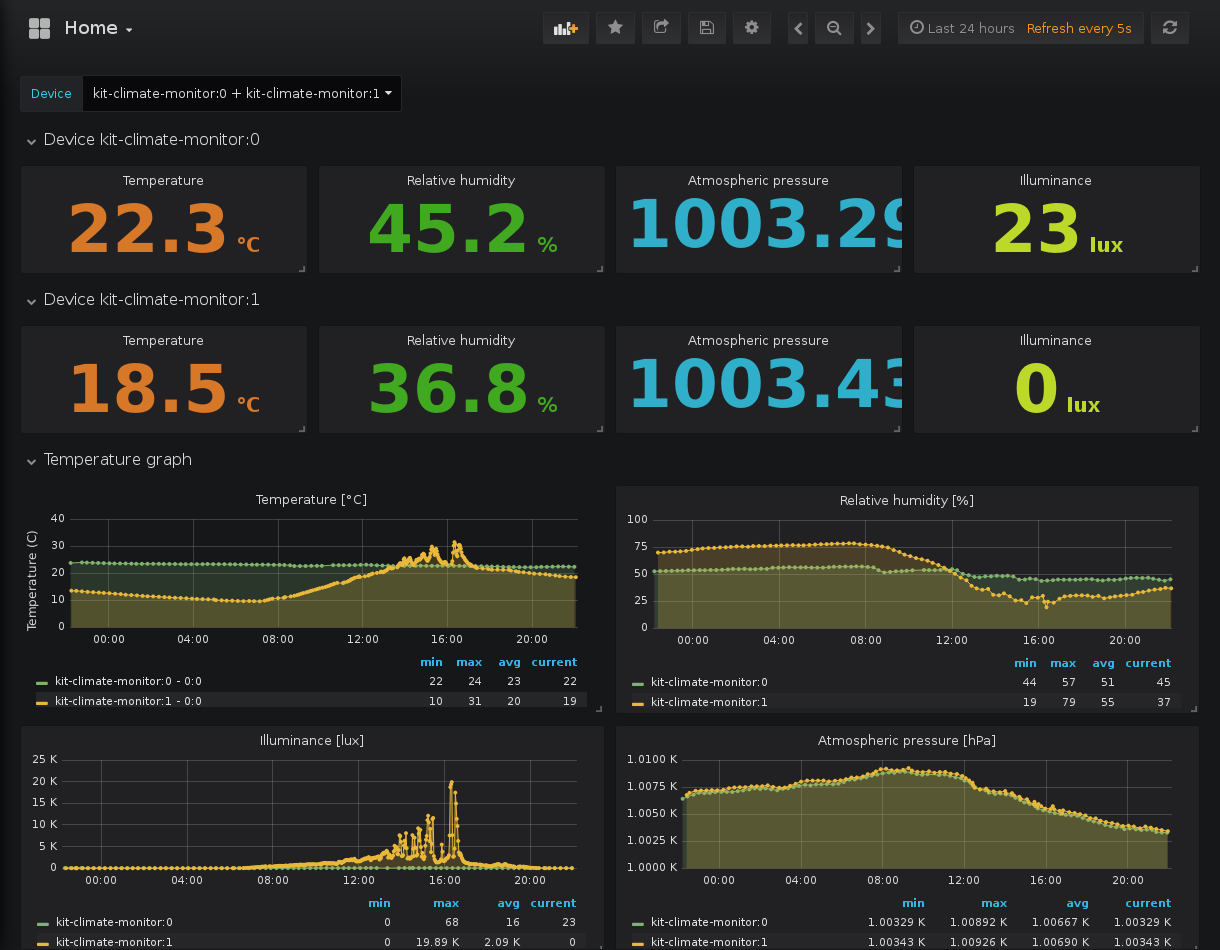 Home
Last 24 hours Refresh every 5s
Device kit-climate-monitor:0 + kit-climate-monitor:1
Device kit-climate-monitor:0
Temperature Relative humidity Atmospheric pressure Illuminance
22.3 °C 45.2 % 1003.29 23 lux
Device kit-climate-monitor:1
Temperature Relative humidity Atmospheric pressure Illuminance
18.5 °C 36.8 % 1003.43 0 lux
Temperature graph
Temperature [°C]
Temperature (C)
40
30
20
10
0
00:00 04:00 08:00 12:00 16:00 20:00
min max avg current
kit-climate-monitor:0 - 0:0 22 24 23 22
kit-climate-monitor:1 - 0:0 10 31 20 19
Relative humidity [%]
100
75
50
25
0
00:00 04:00 08:00 12:00 16:00 20:00
min max avg current
kit-climate-monitor:0 44 57 51 45
kit-climate-monitor:1 19 79 55 37
Illuminance [lux]
25 K
20 K
15 K
10 K
5 K
0
00:00 04:00 08:00 12:00 16:00 20:00
min max avg current
kit-climate-monitor:0 0 68 16 23
kit-climate-monitor:1 0 19.89 K 2.09 K 0
Atmospheric pressure [hPa]
1.0100 K
1.0075 K
1.0050 K
1.0025 K
1.0000 K
00:00 04:00 08:00 12:00 16:00 20:00
min max avg current
kit-climate-monitor:0 1.00329 K 1.00892 K 1.00667 K 1.00329 K
kit-climate-monitor:1 1.00343 K 1.00926 K 1.00690 K 1.00343 K